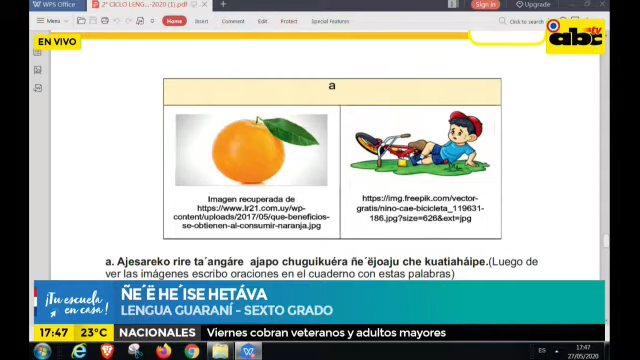 WPS Office
2° CICLO LENG...-2020 (1).pdf
Sign in
Upgrade
Menu
Home
Insert
Comment
Edit
Page
Protect
Special Features
Click to search
EN VIVO
abc
tv
a
Imagen recuperada de
https://www.lr21.com.uy/wp-
content/uploads/2017/05/que-beneficios-
se-obtienen-al-consumir-naranja.jpg
https://img.freepik.com/vector-
gratis/nino-cae-bicicleta_119631-
186.jpg?size=626&ext=jpg
a. Ajesareko rire ta´angáre ajapo chuguikuéra ñe´ëjoaju che kuatiahápe.(Luego de
ver las imágenes escribo oraciones en el cuaderno con estas palabras)
¡Tu escuela
en casa!
ÑE´Ë HE´ISE HETÁVA
LENGUA GUARANÍ - SEXTO GRADO
17:47 23°C NACIONALES Viernes cobran veteranos y adultos mayores
ES
17:47
27/05/2020